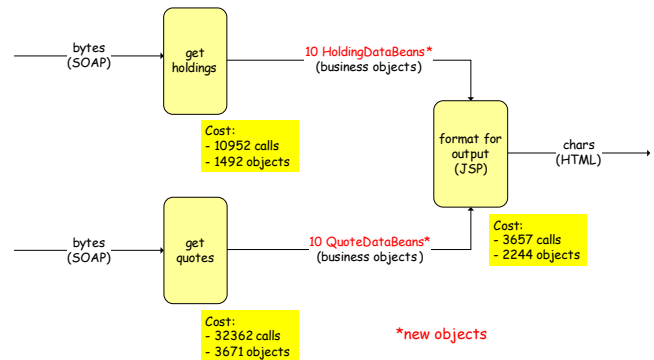 bytes
(SOAP)
get
holdings
10 HoldingDataBeans*
(business objects)
Cost:
- 10952 calls
- 1492 objects
format for
output
(JSP)
chars
(HTML)
bytes
(SOAP)
get
quotes
10 QuoteDataBeans*
(business objects)
Cost:
- 3657 calls
- 2244 objects
Cost:
- 32362 calls
- 3671 objects
*new objects